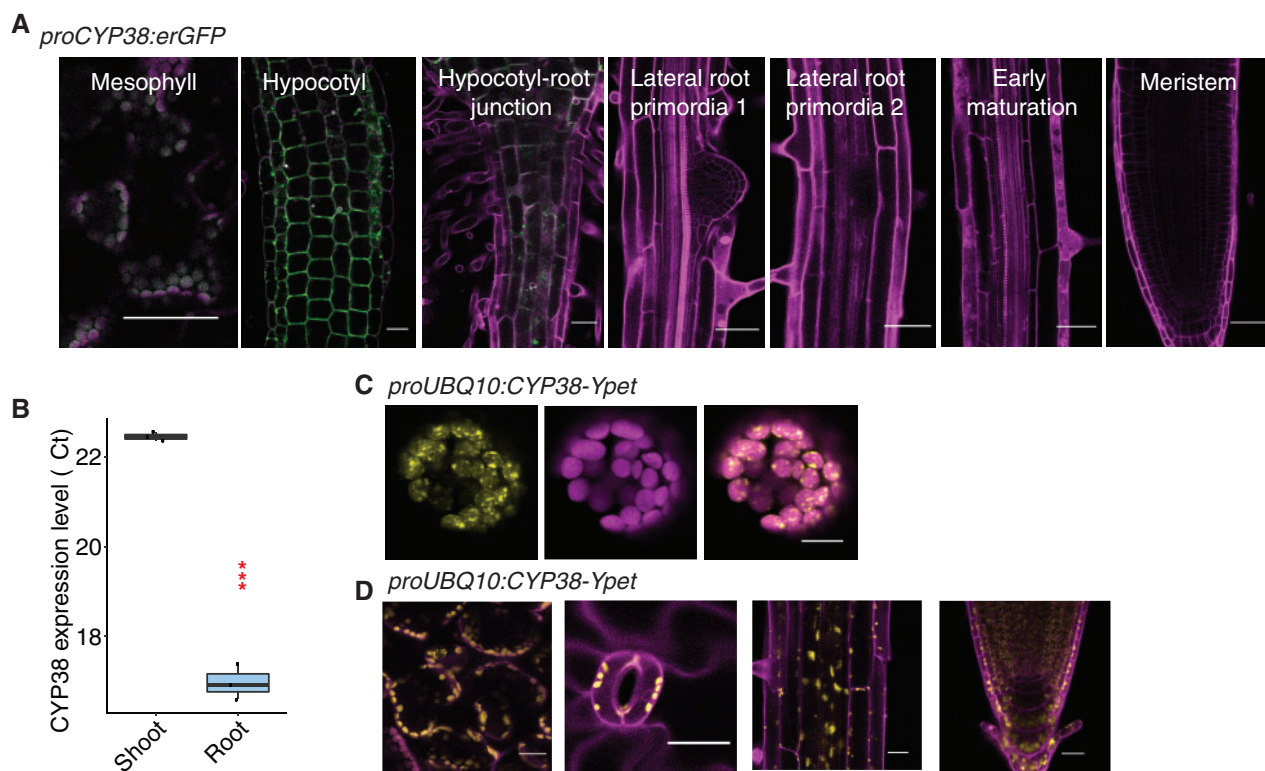 A
proCYP38:erGFP
Mesophyll
Hypocotyl
Hypocotyl-root
junction
Lateral root
primordia 1
Lateral root
primordia 2
Early
maturation
Meristem
B
CYP38 expression level ( Ct)
22
20
18
***
Shoot
Root
C
proUBQ10:CYP38-Ypet
D
proUBQ10:CYP38-Ypet